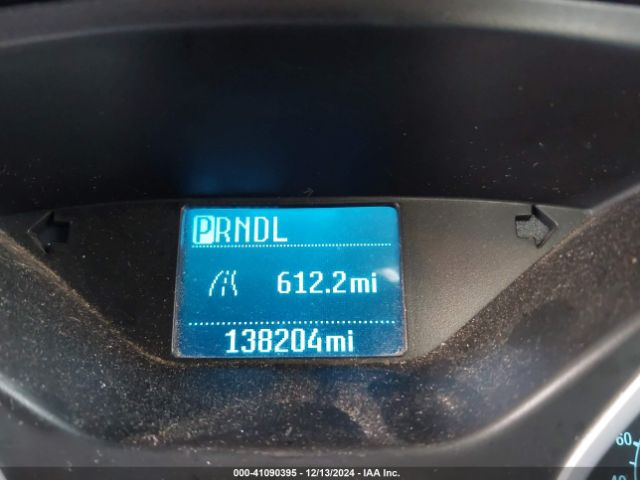 PRNDL
612.2mi
138204mi
60
000-41090395 - 12/13/2024 - IAA Inc.